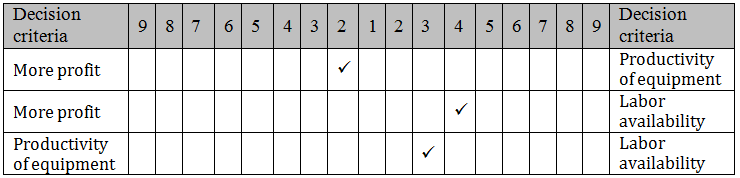 Decision criteria 9 8 7 6 5 4 3 2 1 2 3 4 5 6 7 8 9 Decision criteria
More profit ✓ Productivity of equipment
More profit ✓ Labor availability
Productivity of equipment ✓ Labor availability